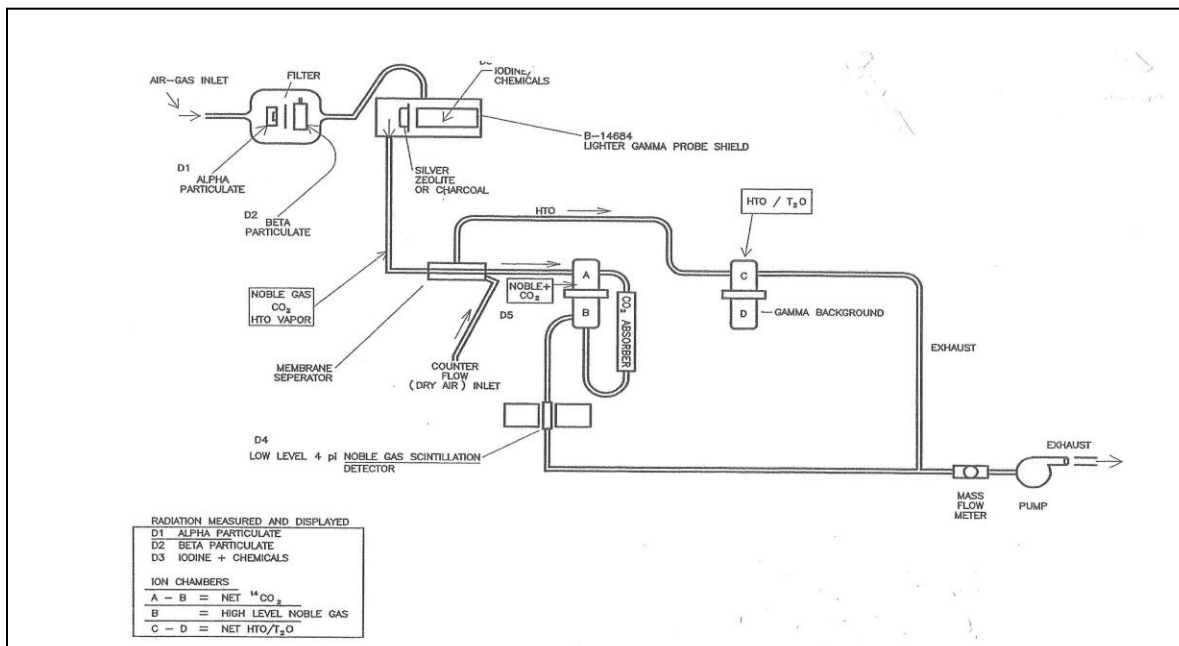 AIR-GAS INLET
FILTER
IODINE/
CHEMICALS
B-14684
LIGHTER GAMMA PROBE SHIELD
D1
ALPHA
PARTICULATE
SILVER
ZEOLITE
OR CHARCOAL
D2 BETA
PARTICULATE
HTO
HTO / T₂O
A
C
NOBLE+
CO₂
NOBLE GAS
CO₂
HTO VAPOR
D5
B
CO₂ ABSORBER
D
GAMMA BACKGROUND
MEMBRANE
SEPERATOR
COUNTER
FLOW
(DRY AIR) INLET
EXHAUST
D4
LOW LEVEL 4 pi NOBLE GAS SCINTILLATION
DETECTOR
EXHAUST
MASS
FLOW
METER
PUMP
RADIATION MEASURED AND DISPLAYED
D1 ALPHA PARTICULATE
D2 BETA PARTICULATE
D3 IODINE + CHEMICALS
ION CHAMBERS
A - B = NET ¹⁴CO₂
B = HIGH LEVEL NOBLE GAS
C - D = NET HTO/T₂O